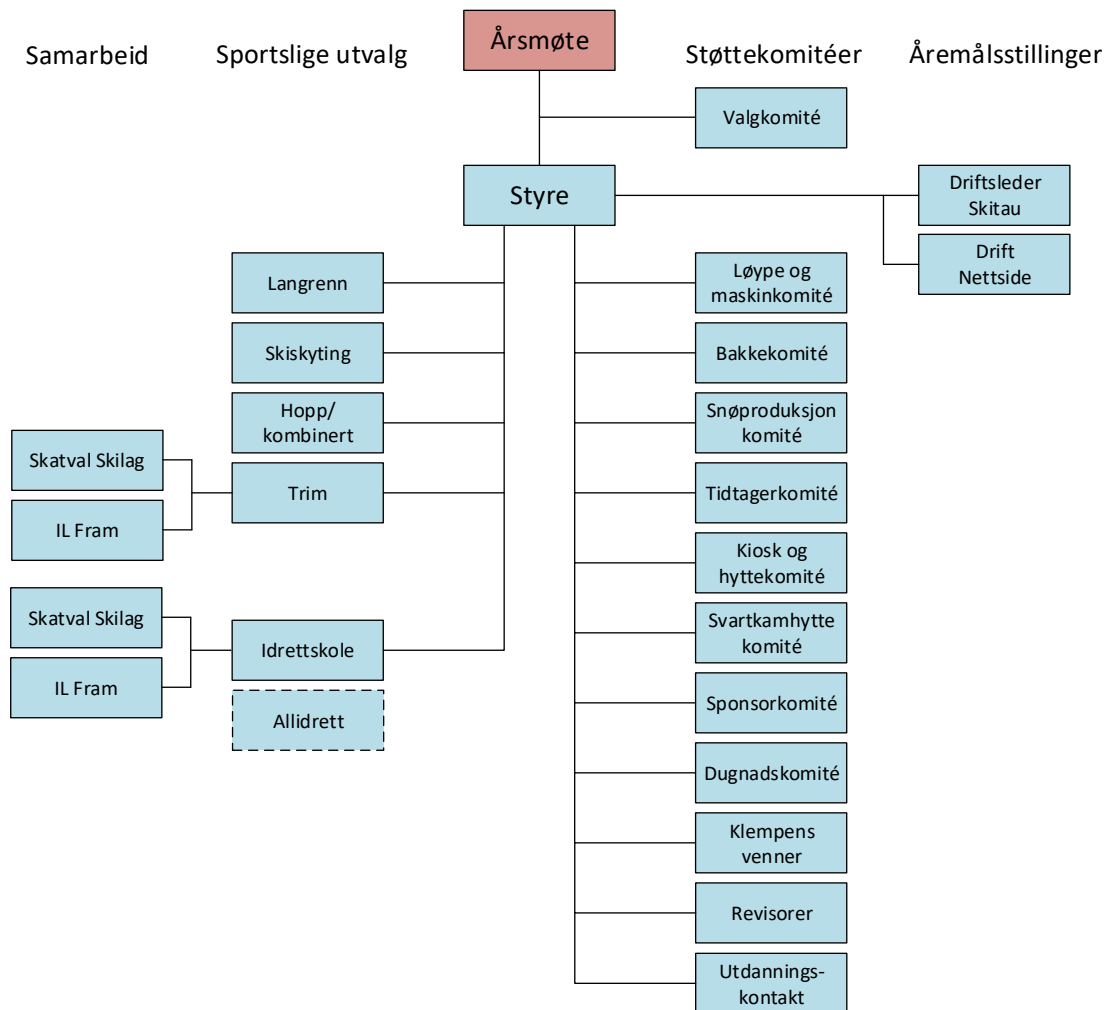 Årsmøte
Samarbeid
Sportslige utvalg
Støttekomitéer
Åremålsstillinger
Valgkomité
Styre
Driftsleder
Skitau
Drift
Nettside
Langrenn
Skiskyting
Hopp/
kombinert
Trim
Skatval Skilag
IL Fram
Idrettskole
Skatval Skilag
IL Fram
Allidrett
Løype og
maskinkomité
Bakkekomité
Snøproduksjon
komité
Tidtagerkomité
Kiosk og
hyttekomité
Svartkamhytte
komité
Sponsorkomité
Dugnadskomité
Klempens
venner
Revisorer
Utdannings-
kontakt